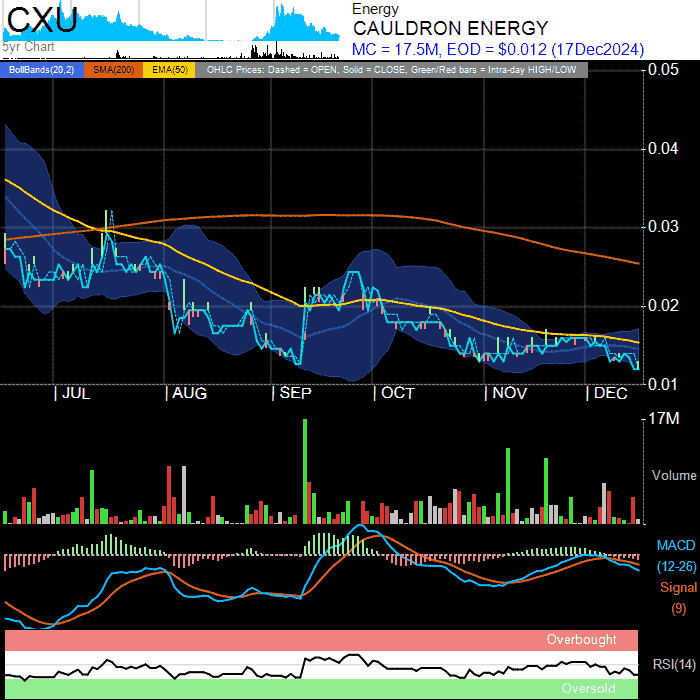 CXU
5yr Chart
Energy
CAULDRON ENERGY
MC = 17.5M, EOD = $0.012 (17Dec2024)
BollBands(20,2) SMA(200) EMA(50) OHLC Prices: Dashed = OPEN, Solid = CLOSE, Green/Red bars = Intra-day HIGH/LOW
0.05
0.04
0.03
0.02
0.01
JUL AUG SEP OCT NOV DEC
17M
Volume
MACD
(12-26)
Signal
(9)
Overbought
RSI(14)
Oversold